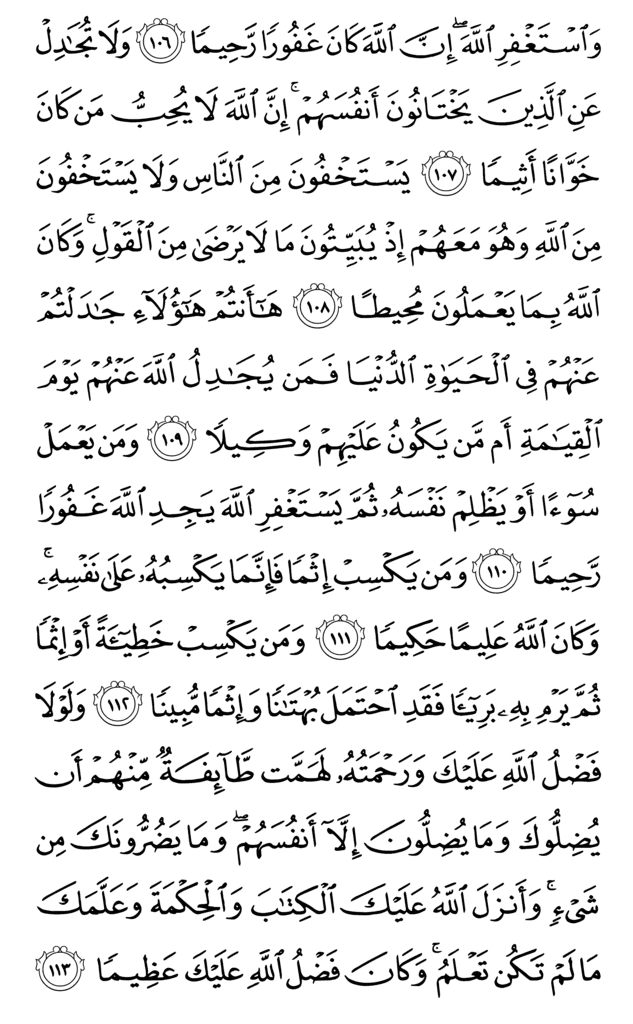 وَٱسْتَغْفِرِ ٱللَّهَ ۖ إِنَّ ٱللَّهَ كَانَ غَفُورًا رَّحِيمًا ١٠٦ وَلَا تُجَٰدِلْ
عَنِ ٱلَّذِينَ يَخْتَانُونَ أَنفُسَهُمْ ۚ إِنَّ ٱللَّهَ لَا يُحِبُّ مَن كَانَ
خَوَّانًا أَثِيمًا ١٠٧ يَسْتَخْفُونَ مِنَ ٱلنَّاسِ وَلَا يَسْتَخْفُونَ
مِنَ ٱللَّهِ وَهُوَ مَعَهُمْ إِذْ يُبَيِّتُونَ مَا لَا يَرْضَىٰ مِنَ ٱلْقَوْلِ ۚ وَكَانَ
ٱللَّهُ بِمَا يَعْمَلُونَ مُحِيطًا ١٠٨ هَٰٓأَنتُمْ هَٰٓؤُلَآءِ جَٰدَلْتُمْ
عَنْهُمْ فِى ٱلْحَيَوٰةِ ٱلدُّنْيَا فَمَن يُجَٰدِلُ ٱللَّهَ عَنْهُمْ يَوْمَ
ٱلْقِيَٰمَةِ أَم مَّن يَكُونُ عَلَيْهِمْ وَكِيلًا ١٠٩ وَمَن يَعْمَلْ
سُوٓءًا أَوْ يَظْلِمْ نَفْسَهُۥ ثُمَّ يَسْتَغْفِرِ ٱللَّهَ يَجِدِ ٱللَّهَ غَفُورًا
رَّحِيمًا ١١٠ وَمَن يَكْسِبْ إِثْمًا فَإِنَّمَا يَكْسِبُهُۥ عَلَىٰ نَفْسِهِۦ ۚ
وَكَانَ ٱللَّهُ عَلِيمًا حَكِيمًا ١١١ وَمَن يَكْسِبْ خَطِيٓـَٔةً أَوْ إِثْمًا
ثُمَّ يَرْمِ بِهِۦ بَرِيٓـًٔا فَقَدِ ٱحْتَمَلَ بُهْتَٰنًا وَإِثْمًا مُّبِينًا ١١٢ وَلَوْلَا
فَضْلُ ٱللَّهِ عَلَيْكَ وَرَحْمَتُهُۥ لَهَمَّت طَّآئِفَةٌ مِّنْهُمْ أَن
يُضِلُّوكَ وَمَا يُضِلُّونَ إِلَّآ أَنفُسَهُمْ ۖ وَمَا يَضُرُّونَكَ مِن
شَىْءٍ ۚ وَأَنزَلَ ٱللَّهُ عَلَيْكَ ٱلْكِتَٰبَ وَٱلْحِكْمَةَ وَعَلَّمَكَ
مَا لَمْ تَكُن تَعْلَمُ ۚ وَكَانَ فَضْلُ ٱللَّهِ عَلَيْكَ عَظِيمًا ١١٣